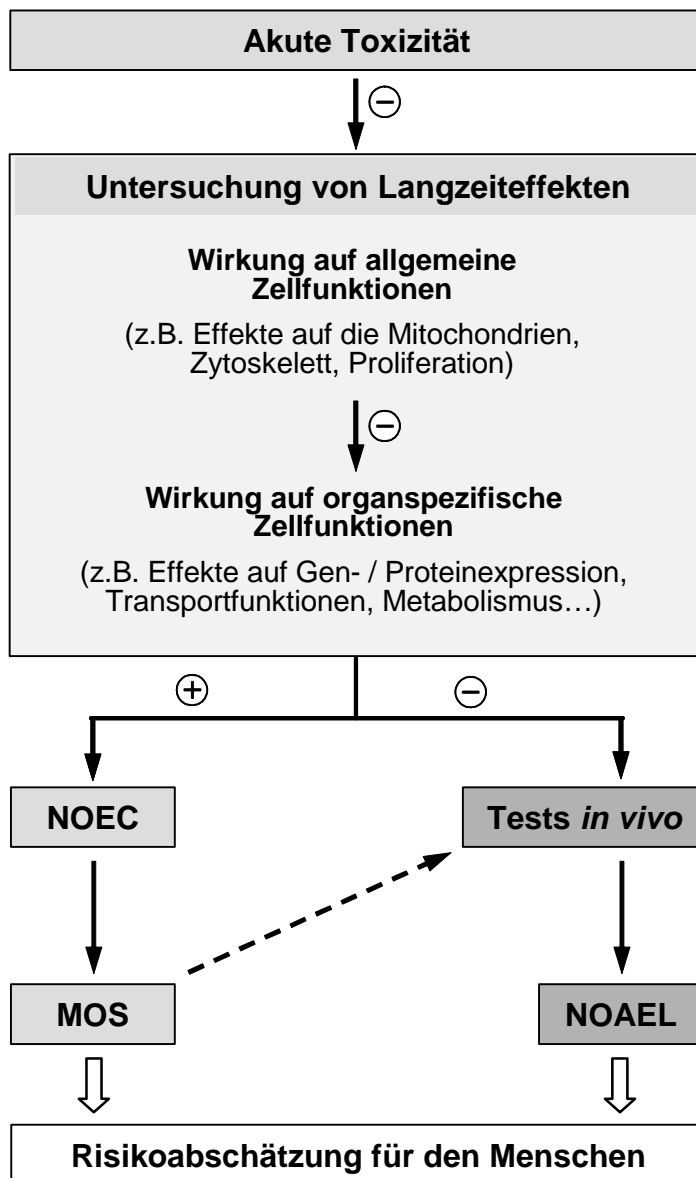 Akute Toxizität
−
Untersuchung von Langzeiteffekten
Wirkung auf allgemeine
Zellfunktionen
(z.B. Effekte auf die Mitochondrien,
Zytoskelett, Proliferation)
−
Wirkung auf organspezifische
Zellfunktionen
(z.B. Effekte auf Gen- / Proteinexpression,
Transportfunktionen, Metabolismus…)
+ −
NOEC Tests in vivo
MOS NOAEL
Risikoabschätzung für den Menschen